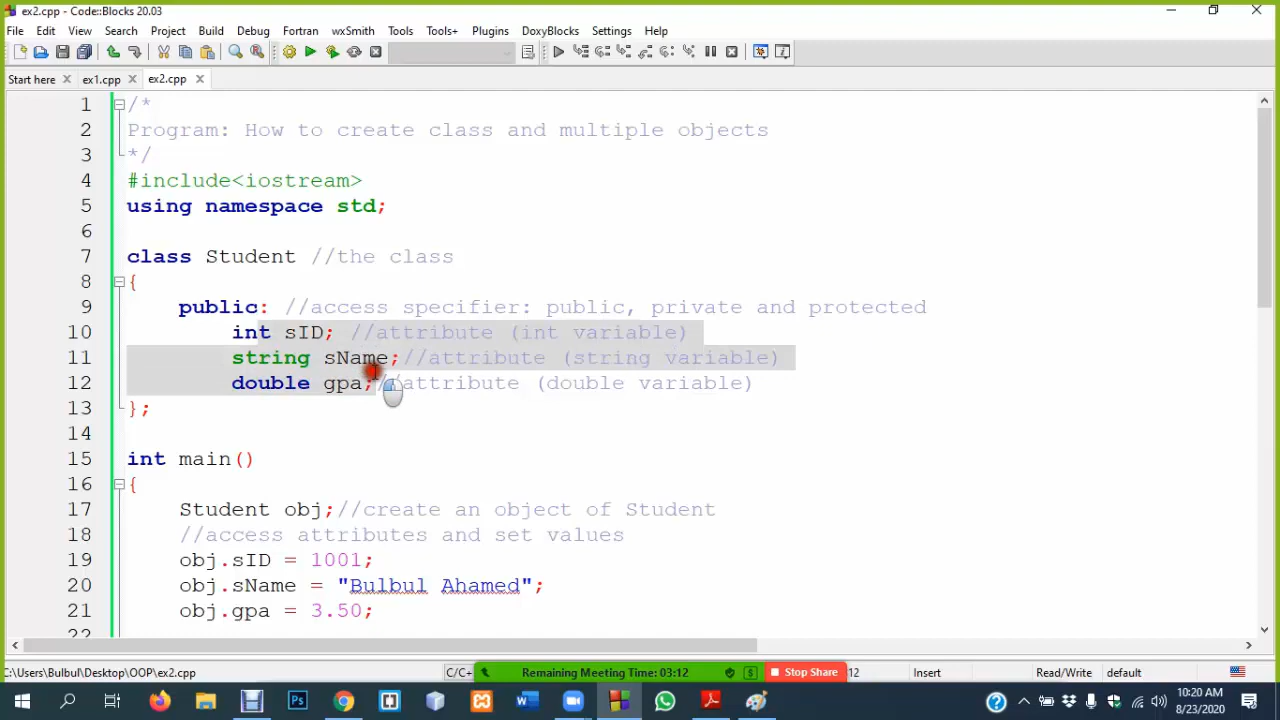 ex2.cpp - Code::Blocks 20.03
File Edit View Search Project Build Debug Fortran wxSmith Tools Tools+ Plugins DoxyBlocks Settings Help
Start here ex1.cpp ex2.cpp
1 /*
2 Program: How to create class and multiple objects
3 */
4 #include<iostream>
5 using namespace std;
6
7 class Student //the class
8 {
9 public: //access specifier: public, private and protected
10 int sID; //attribute (int variable)
11 string sName;//attribute (string variable)
12 double gpa;//attribute (double variable)
13 };
14
15 int main()
16 {
17 Student obj;//create an object of Student
18 //access attributes and set values
19 obj.sID = 1001;
20 obj.sName = "Bulbul Ahamed";
21 obj.gpa = 3.50;
22
C:\Users\Bulbul\Desktop\OOP\ex2.cpp C/C+ Remaining Meeting Time: 03:12 Stop Share 12 Insert Read/Write default
10:20 AM
8/23/2020